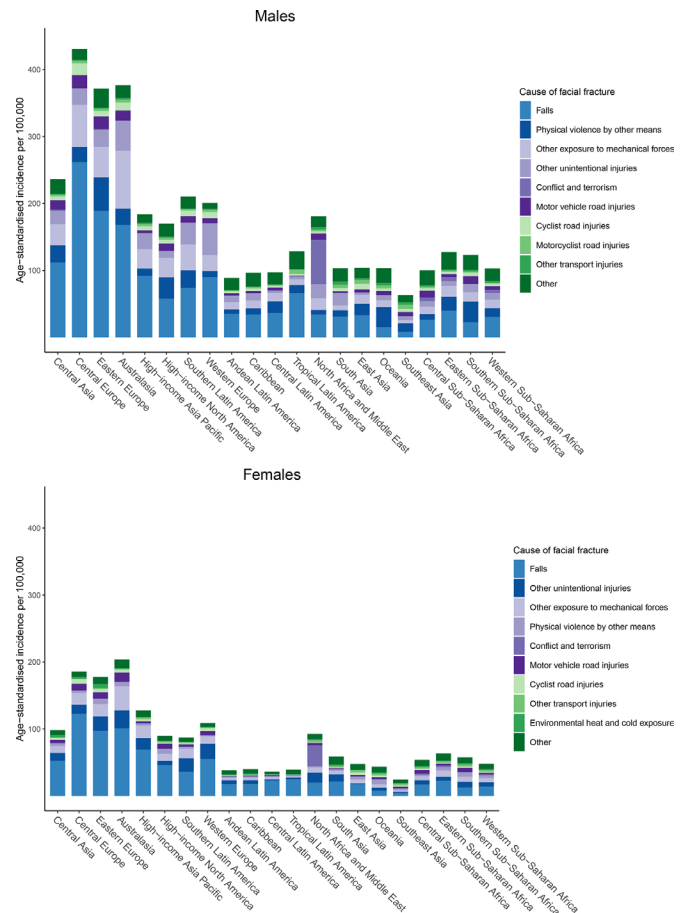 Males
Age−standardised incidence per 100,000
400
300
200
100
Central Asia
Central Europe
Eastern Europe
Australasia
High−income Asia Pacific
High−income North America
Southern Latin America
Western Europe
Andean Latin America
Caribbean
Central Latin America
Tropical Latin America
North Africa and Middle East
South Asia
East Asia
Oceania
Southeast Asia
Central Sub−Saharan Africa
Eastern Sub−Saharan Africa
Southern Sub−Saharan Africa
Western Sub−Saharan Africa
Cause of facial fracture
Falls
Physical violence by other means
Other exposure to mechanical forces
Other unintentional injuries
Conflict and terrorism
Motor vehicle road injuries
Cyclist road injuries
Motorcyclist road injuries
Other transport injuries
Other
Females
Age−standardised incidence per 100,000
400
300
200
100
Central Asia
Central Europe
Eastern Europe
Australasia
High−income Asia Pacific
High−income North America
Southern Latin America
Western Europe
Andean Latin America
Caribbean
Central Latin America
Tropical Latin America
North Africa and Middle East
South Asia
East Asia
Oceania
Southeast Asia
Central Sub−Saharan Africa
Eastern Sub−Saharan Africa
Southern Sub−Saharan Africa
Western Sub−Saharan Africa
Cause of facial fracture
Falls
Other unintentional injuries
Other exposure to mechanical forces
Physical violence by other means
Conflict and terrorism
Motor vehicle road injuries
Cyclist road injuries
Other transport injuries
Environmental heat and cold exposure
Other